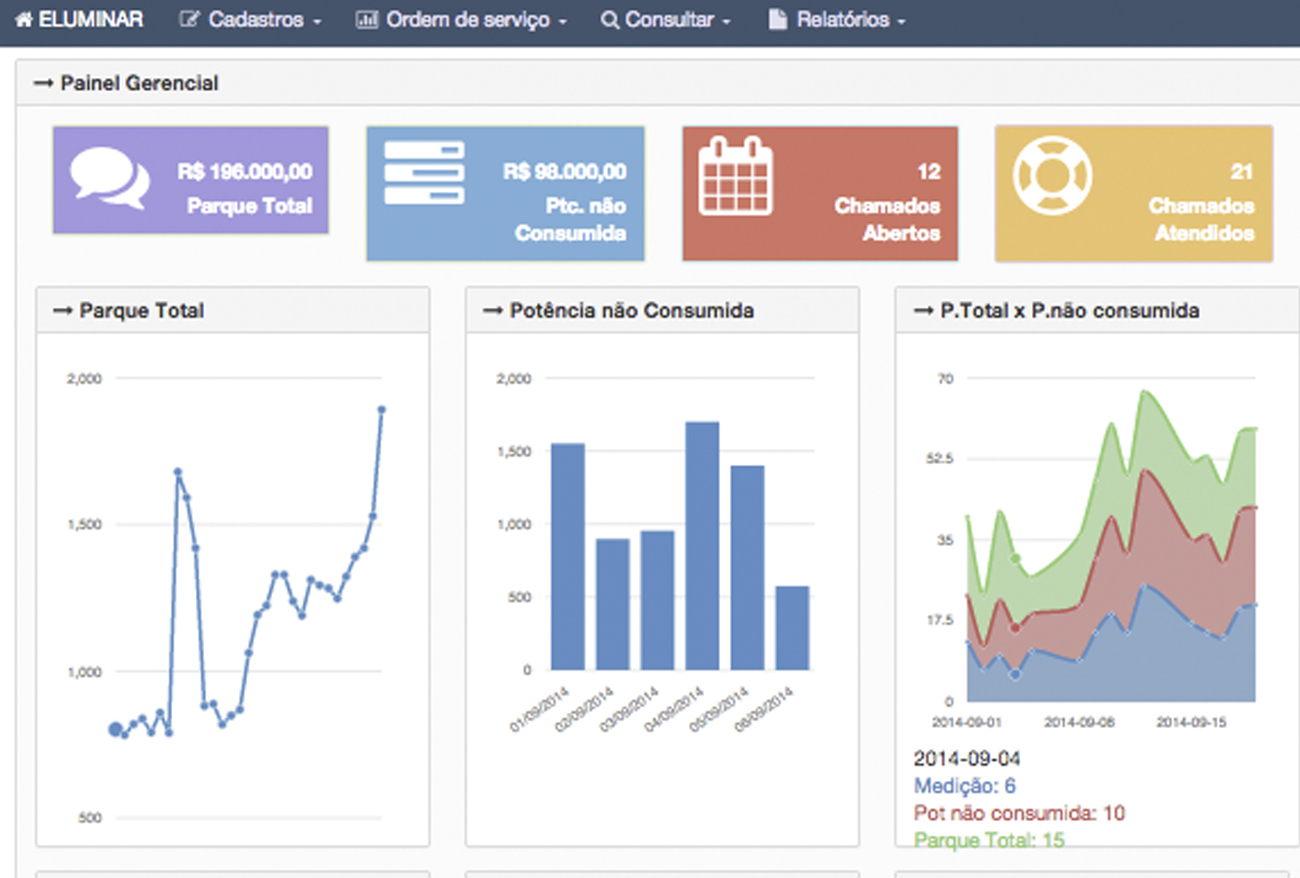 ELUMINAR Cadastros Ordem de serviço Consultar Relatórios
→ Painel Gerencial
R$ 196.000,00
Parque Total
R$ 98.000,00
Ptc. não
Consumida
12
Chamados
Abertos
21
Chamados
Atendidos
→ Parque Total
2,000
1,500
1,000
500
→ Potência não Consumida
2,000
1,500
1,000
500
0
01/09/2014
02/09/2014
03/09/2014
04/09/2014
05/09/2014
06/09/2014
→ P.Total x P.não consumida
70
52.5
35
17.5
0
2014-09-01 2014-09-08 2014-09-15
2014-09-04
Medição: 6
Pot não consumida: 10
Parque Total: 15